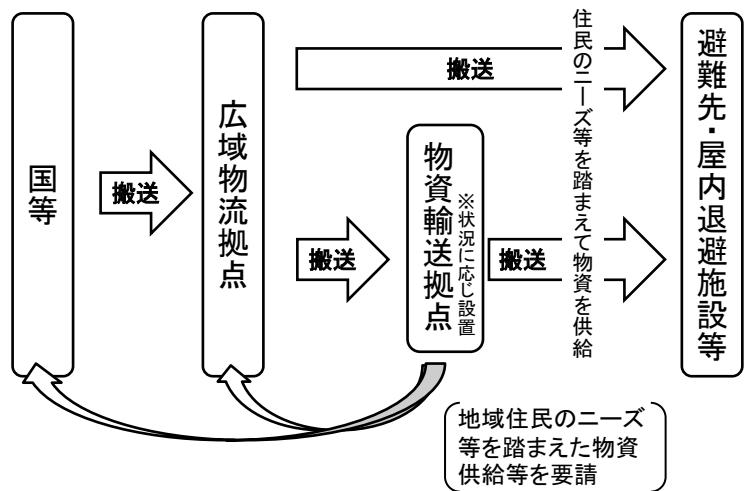 国等
搬送
広域物流拠点
搬送
搬送
物資輸送拠点
※状況に応じ設置
搬送
住民のニーズ等を踏まえて物資を供給
避難先・屋内退避施設等
地域住民のニーズ
等を踏まえた物資
供給等を要請